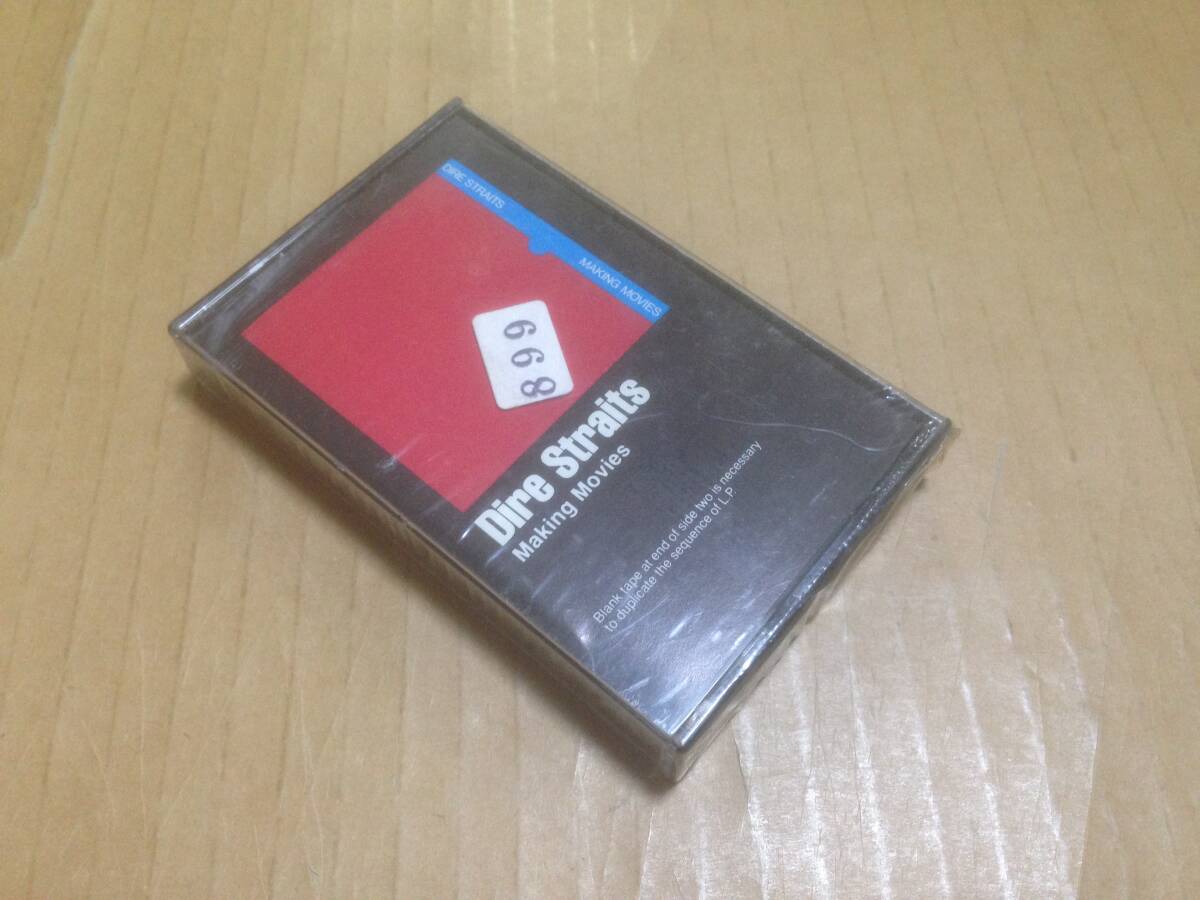 DIRE STRAITS MAKING MOVIES
899
Dire Straits
Making Movies
Blank tape at end of side two is necessary
to duplicate the sequence of L.P.